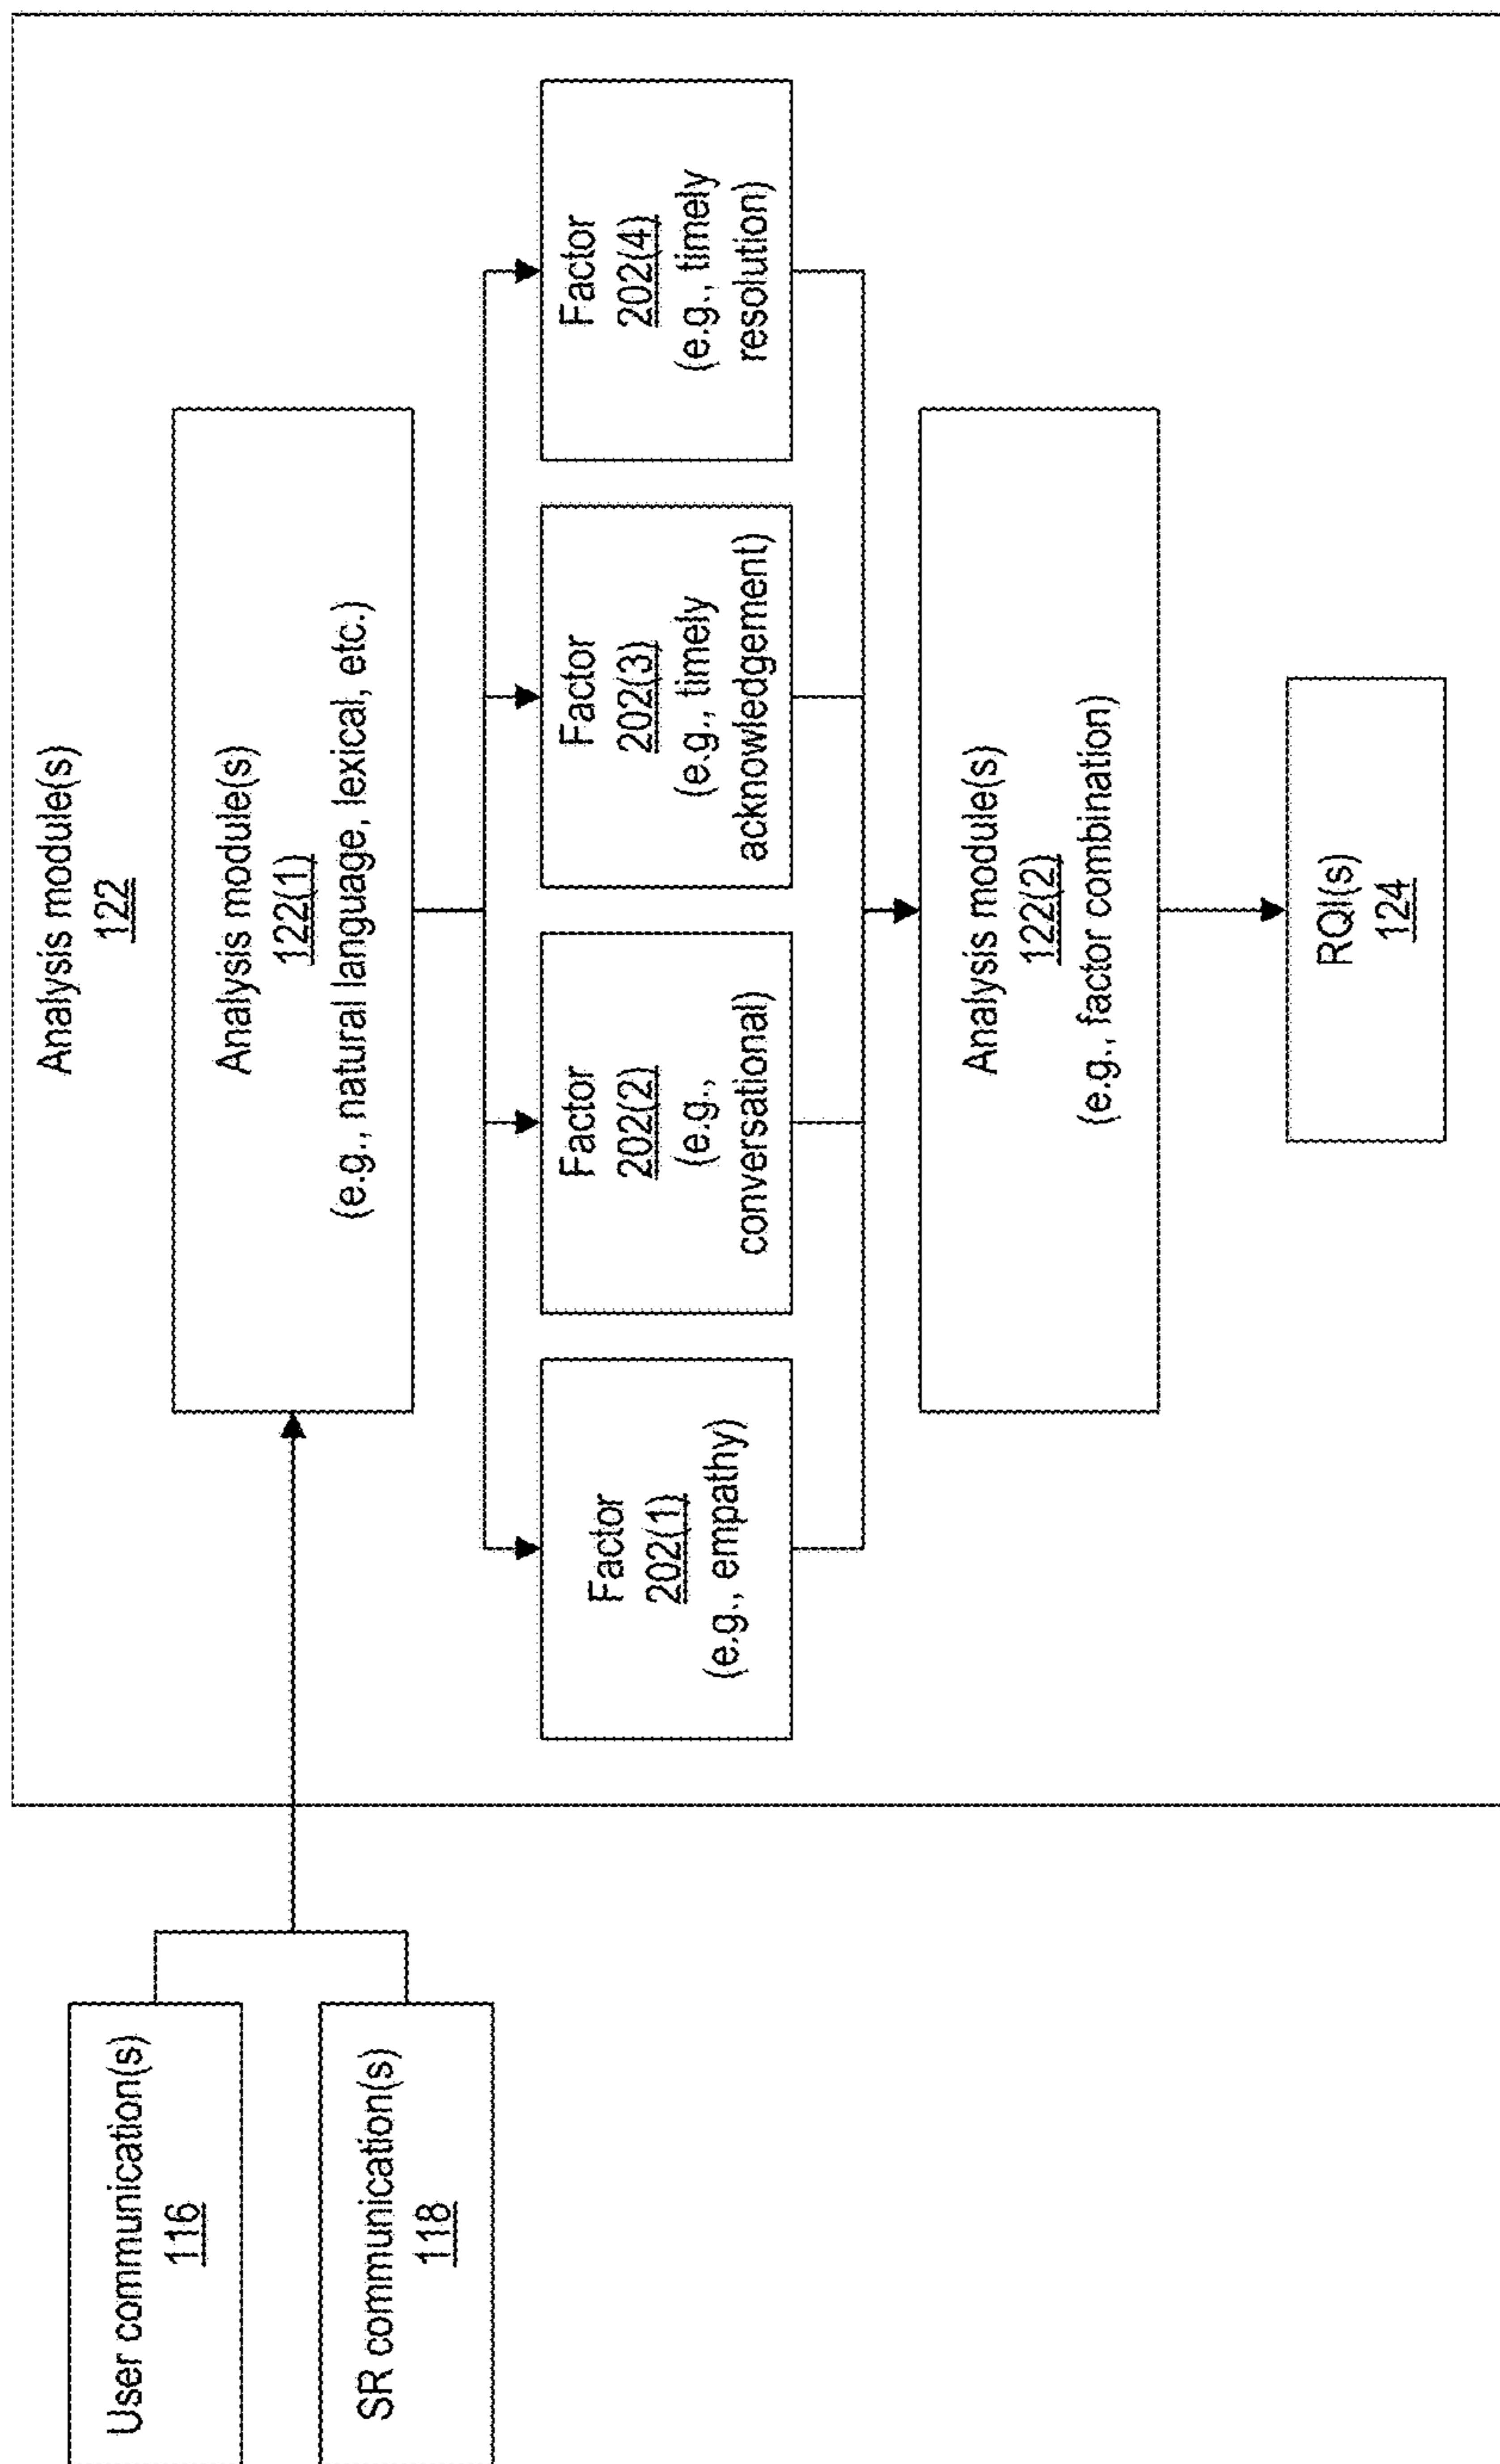 User communication(s)
116
SR communication(s)
118
Analysis module(s)
122
Analysis module(s)
122(1)
(e.g., natural language, lexical, etc.)
Factor
202(1)
(e.g., empathy)
Factor
202(2)
(e.g.,
conversational)
Factor
202(3)
(e.g., timely
acknowledgement)
Factor
202(4)
(e.g., timely
resolution)
Analysis module(s)
122(2)
(e.g., factor combination)
RQI(s)
124